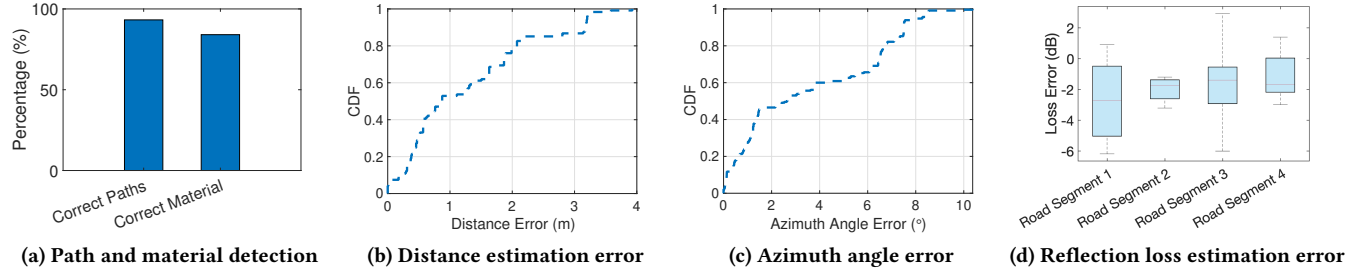 100
50
0
Percentage (%)
Correct Paths
Correct Material
(a) Path and material detection
1
0.8
0.6
0.4
0.2
0
CDF
0 1 2 3 4
Distance Error (m)
(b) Distance estimation error
1
0.8
0.6
0.4
0.2
0
CDF
0 2 4 6 8 10
Azimuth Angle Error (°)
(c) Azimuth angle error
2
0
-2
-4
-6
Loss Error (dB)
Road Segment 1
Road Segment 2
Road Segment 3
Road Segment 4
(d) Reflection loss estimation error